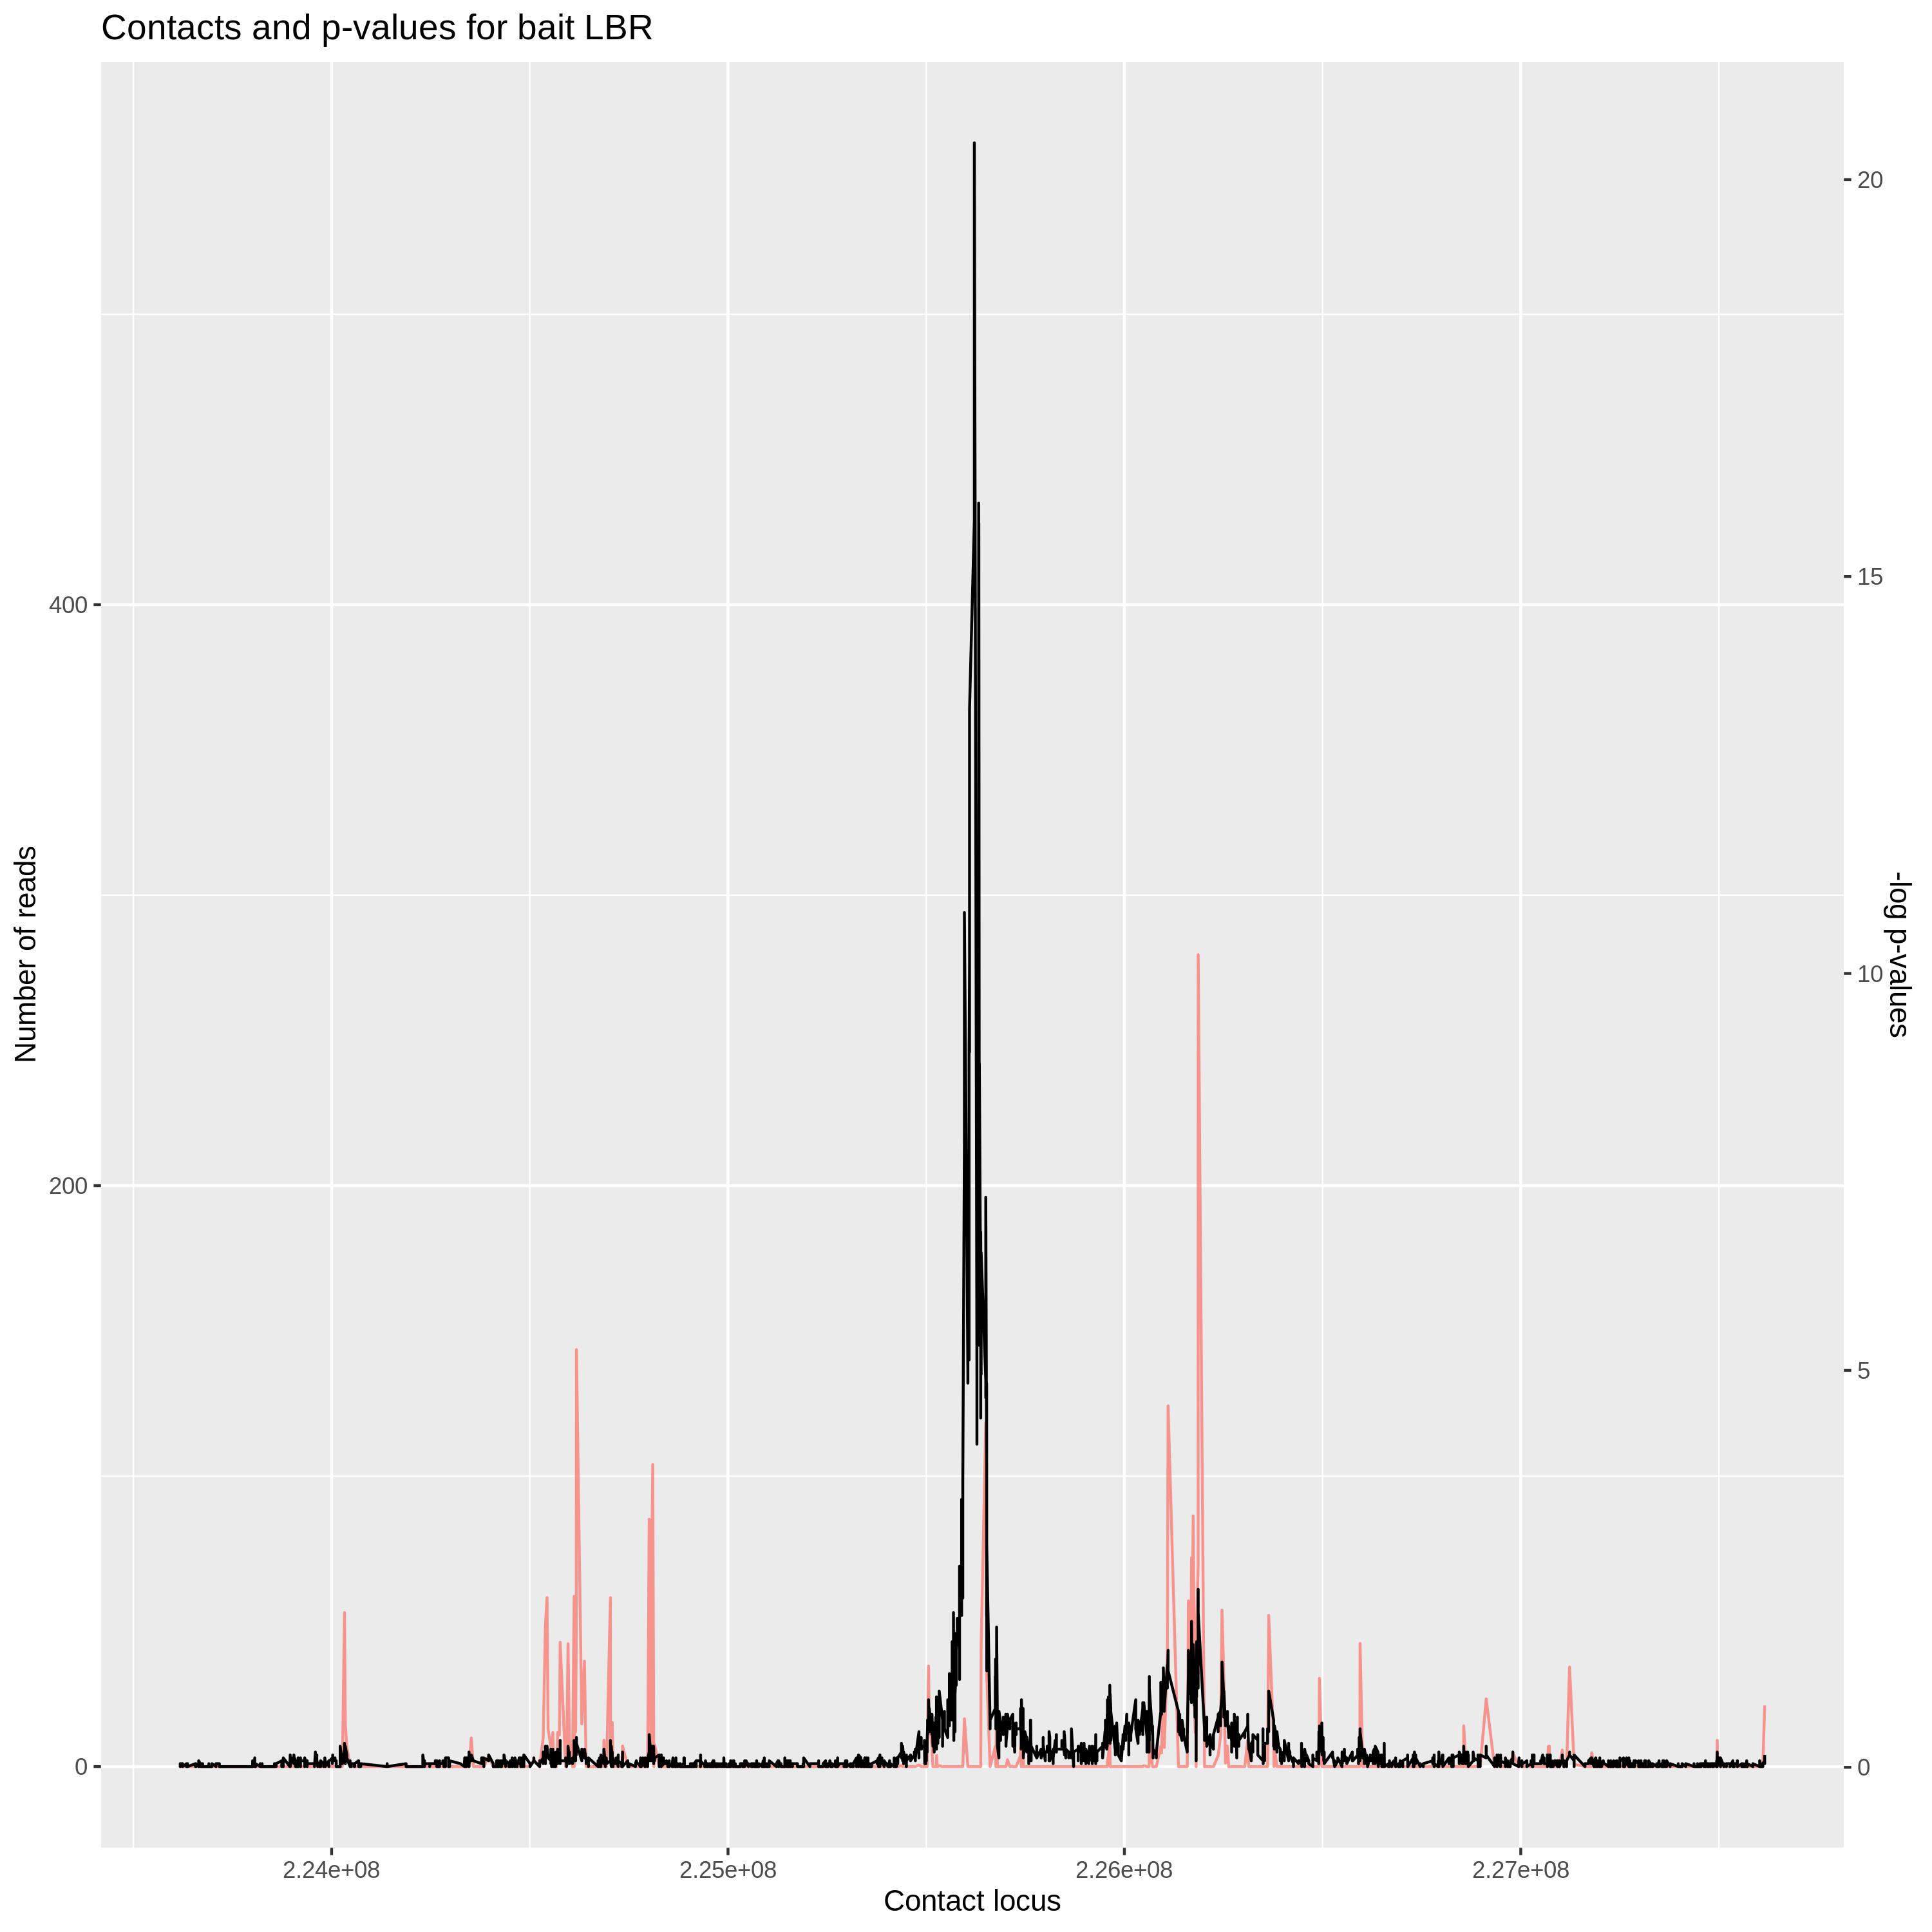 Contacts and p-values for bait LBR
Number of reads
400
200
0
20
15
10
5
0
-log p-values
2.24e+08
2.25e+08
2.26e+08
2.27e+08
Contact locus